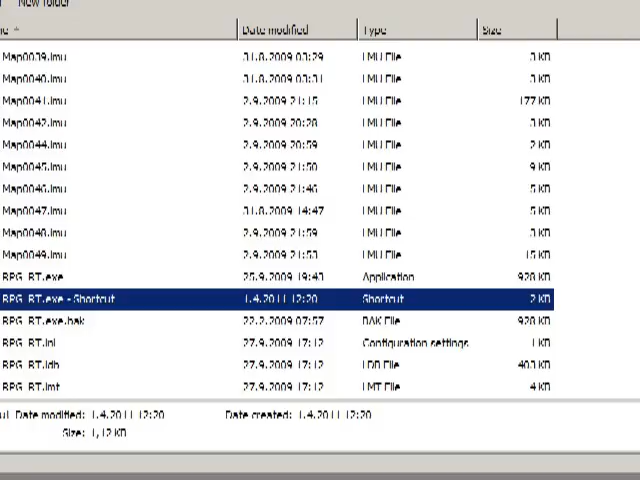 New folder
Date modified Type Size
Map0039.lmu 31.8.2009 03:29 LMU File 3 KB
Map0040.lmu 31.8.2009 03:31 LMU File 3 KB
Map0041.lmu 2.9.2009 21:15 LMU File 177 KB
Map0042.lmu 2.9.2009 20:28 LMU File 3 KB
Map0044.lmu 2.9.2009 20:59 LMU File 2 KB
Map0045.lmu 2.9.2009 21:50 LMU File 9 KB
Map0046.lmu 2.9.2009 21:46 LMU File 5 KB
Map0047.lmu 31.8.2009 14:47 LMU File 5 KB
Map0048.lmu 2.9.2009 21:59 LMU File 3 KB
Map0049.lmu 2.9.2009 21:53 LMU File 15 KB
RPG_RT.exe 25.9.2009 19:43 Application 928 KB
RPG_RT.exe - Shortcut 1.4.2011 12:20 Shortcut 2 KB
RPG_RT.exe.bak 22.2.2009 07:57 BAK File 928 KB
RPG_RT.ini 27.9.2009 17:12 Configuration settings 1 KB
RPG_RT.ldb 27.9.2009 17:12 LDB File 403 KB
RPG_RT.lmt 27.9.2009 17:12 LMT File 4 KB
Date modified: 1.4.2011 12:20 Date created: 1.4.2011 12:20
Size: 1,12 KB